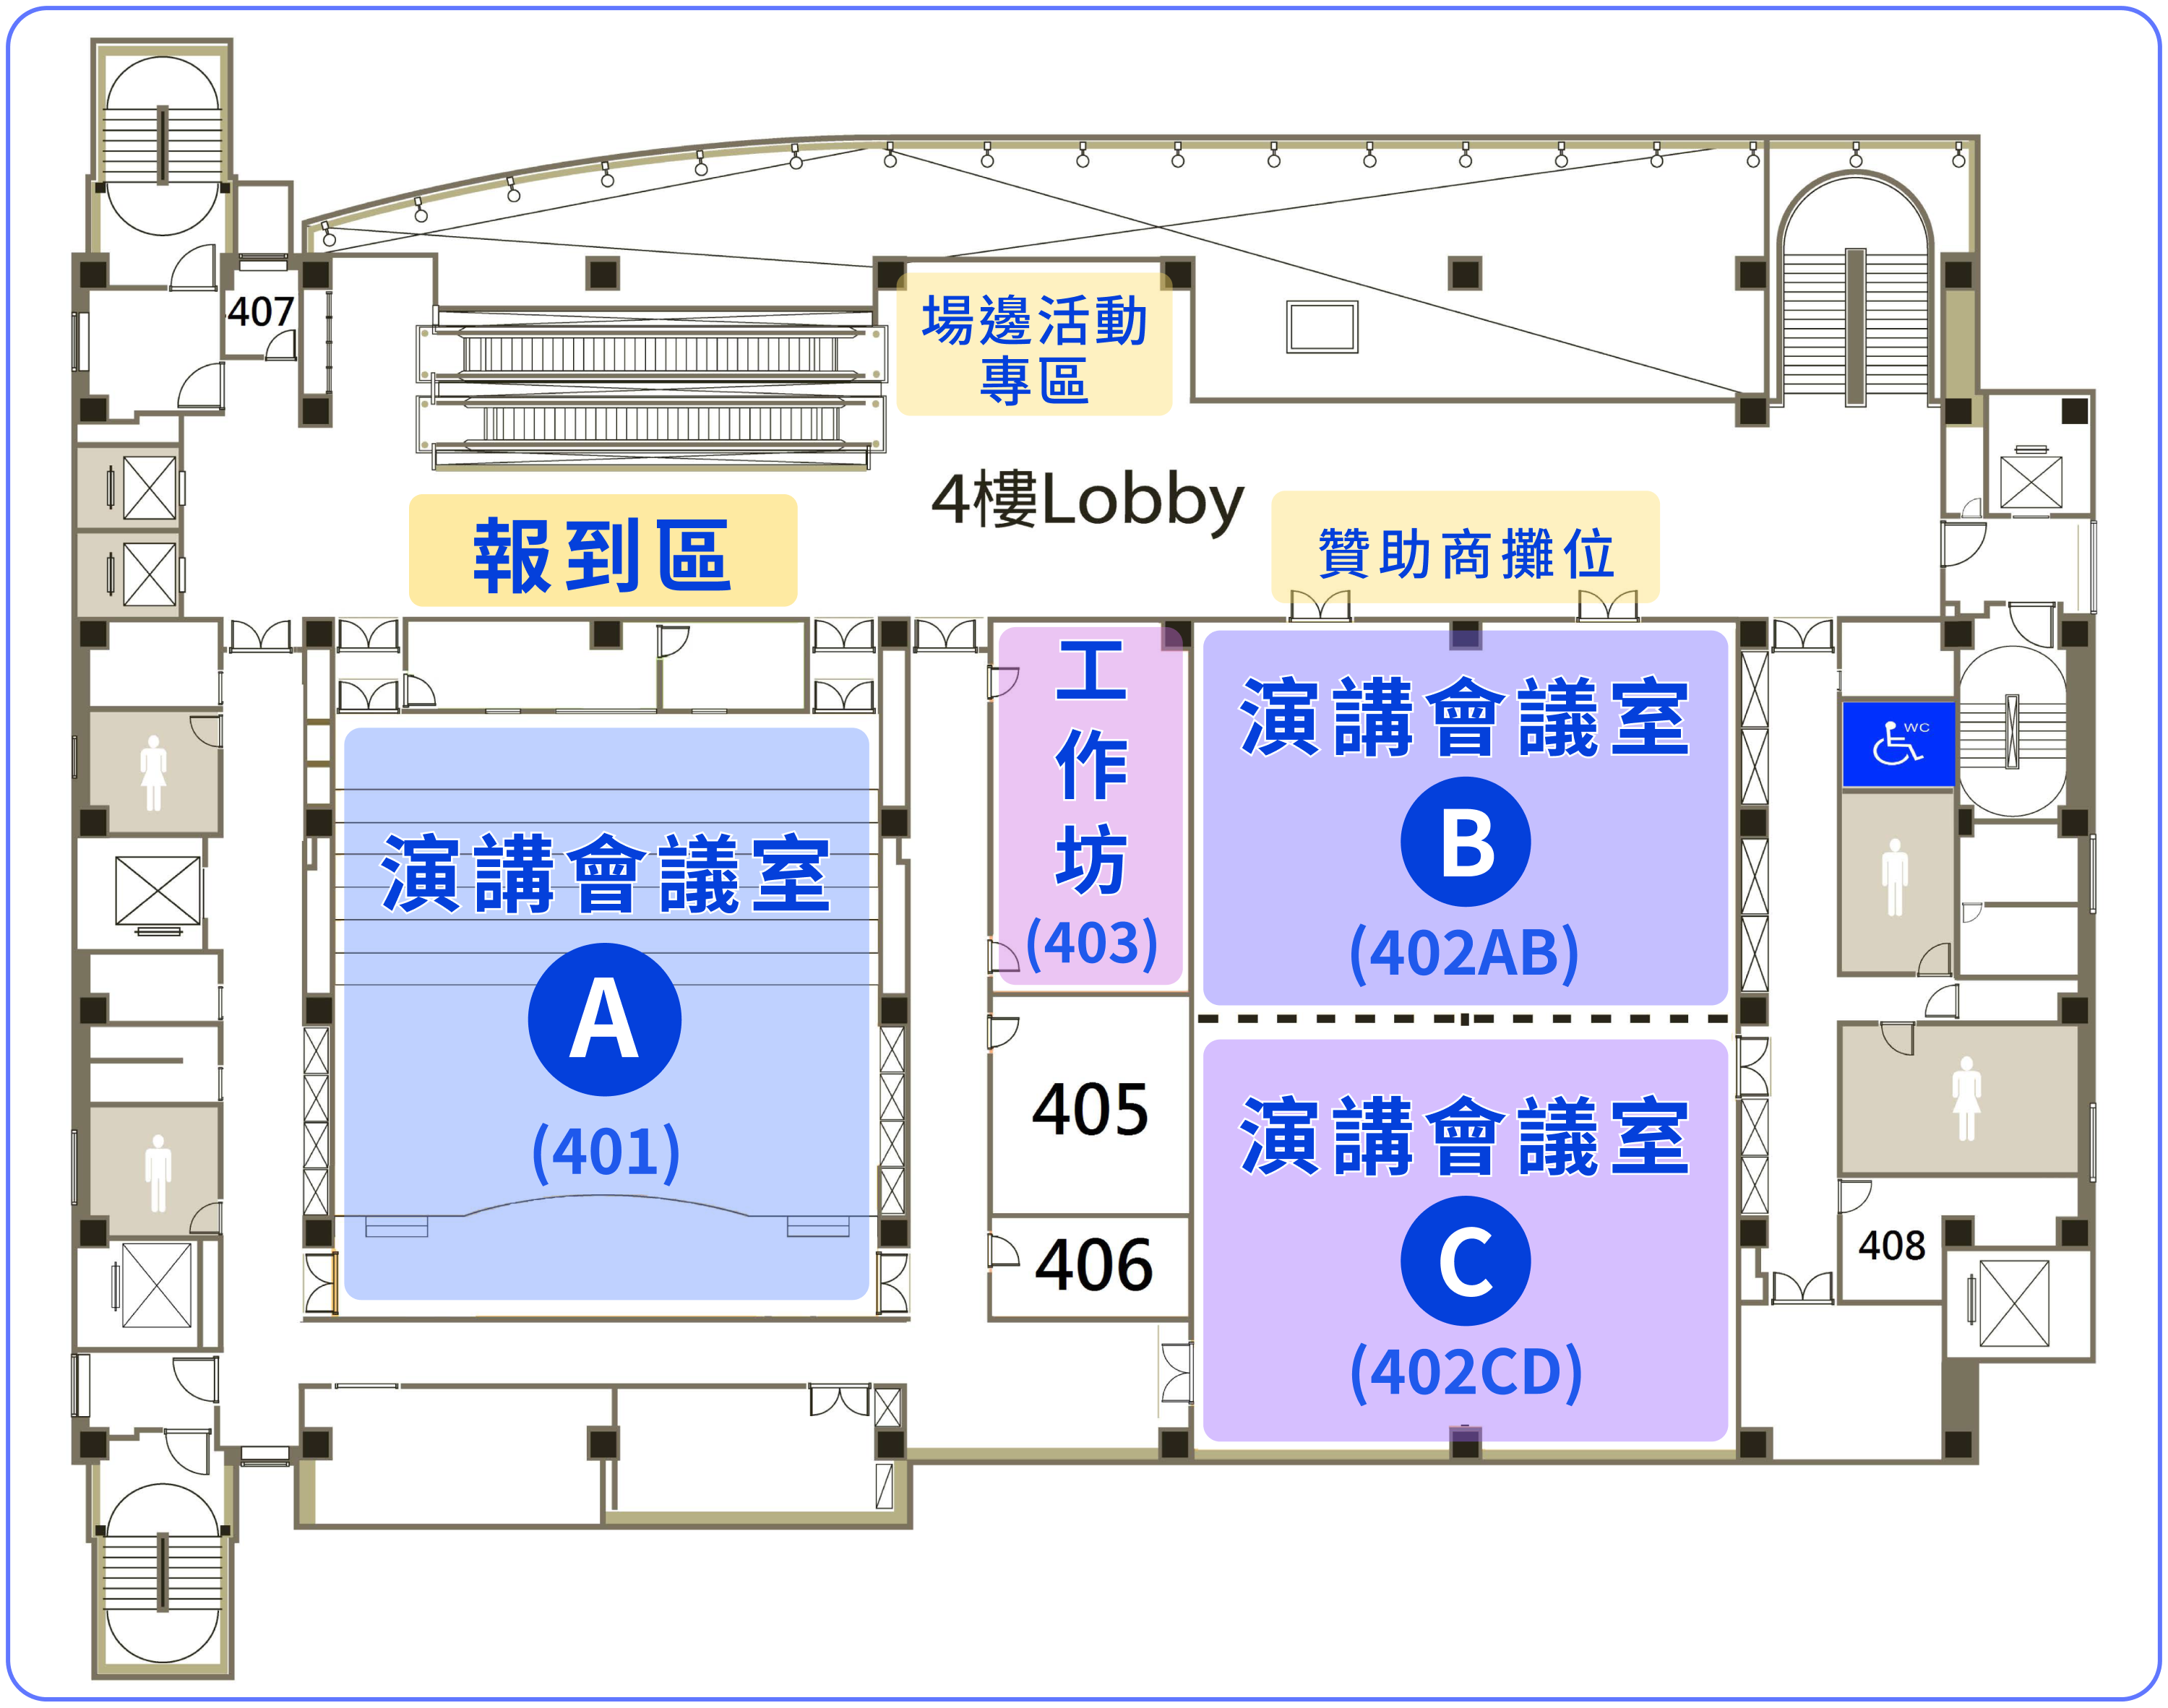 407
場邊活動
專區
4樓Lobby
報到區
贊助商攤位
工
作
坊
(403)
演講會議室
B
(402AB)
WC
演講會議室
A
(401)
405
406
演講會議室
C
(402CD)
408